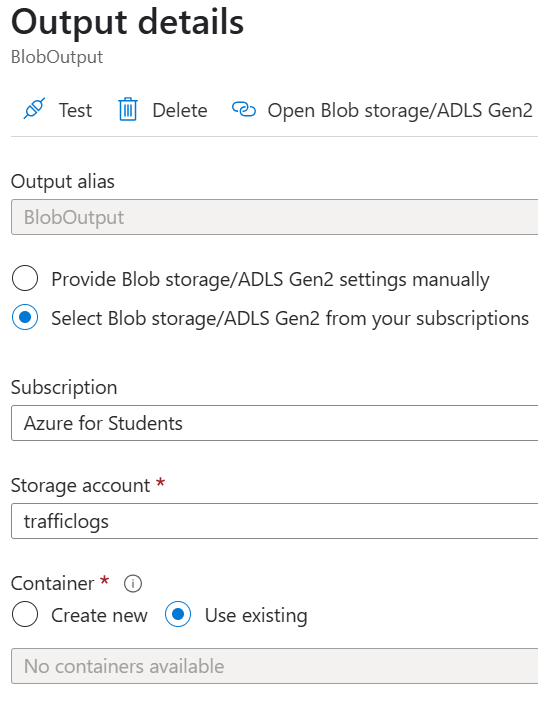 Output details
BlobOutput
Test Delete Open Blob storage/ADLS Gen2
Output alias
BlobOutput
Provide Blob storage/ADLS Gen2 settings manually
Select Blob storage/ADLS Gen2 from your subscriptions
Subscription
Azure for Students
Storage account *
trafficlogs
Container *
Create new Use existing
No containers available